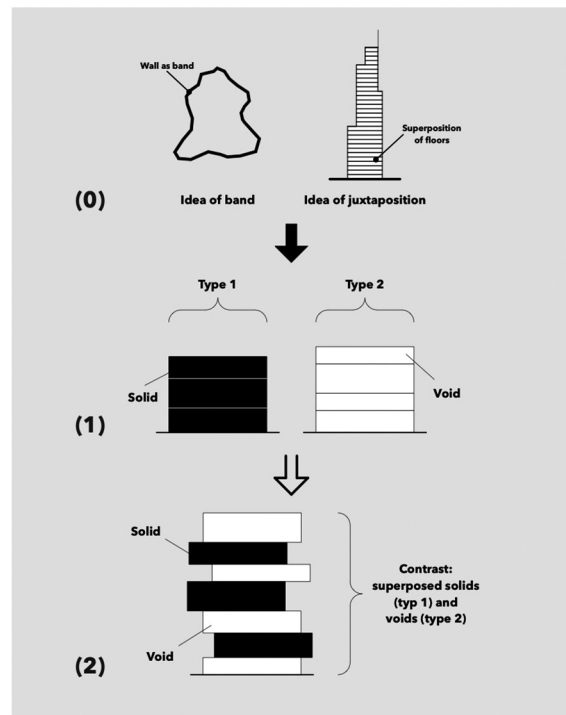 Wall as band
Superposition
of floors
(0)
Idea of band
Idea of juxtaposition
Type 1
Type 2
Solid
Void
(1)
Solid
Contrast:
superposed solids
(typ 1) and
voids (type 2)
Void
(2)